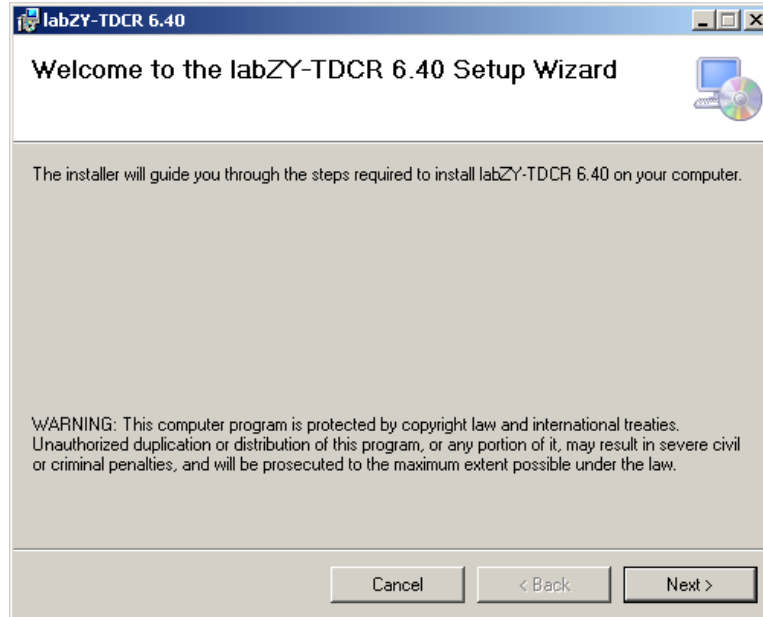 labZY-TDCR 6.40
Welcome to the labZY-TDCR 6.40 Setup Wizard
The installer will guide you through the steps required to install labZY-TDCR 6.40 on your computer.
WARNING: This computer program is protected by copyright law and international treaties.
Unauthorized duplication or distribution of this program, or any portion of it, may result in severe civil
or criminal penalties, and will be prosecuted to the maximum extent possible under the law.
Cancel < Back Next >